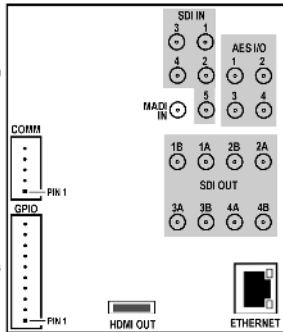 SDI IN
3 1
AES I/O
4 2 1 2
MADI IN
5 3 4
COMM
1B 1A 2B 2A
SDI OUT
PIN 1
GPIO
3A 3B 4A 4B
PIN 1
HDMI OUT
ETHERNET